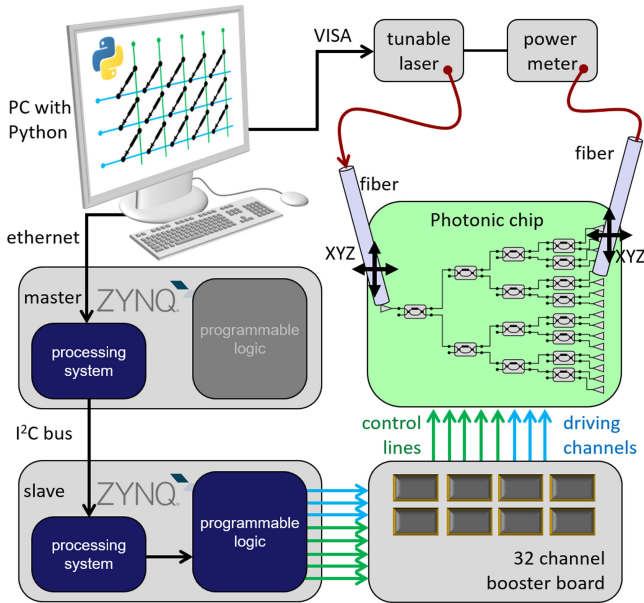 VISA
tunable
laser
power
meter
PC with
Python
fiber
fiber
Photonic chip
XYZ
XYZ
ethernet
master
ZYNQ
processing
system
programmable
logic
I²C bus
control
lines
driving
channels
slave
ZYNQ
processing
system
programmable
logic
32 channel
booster board